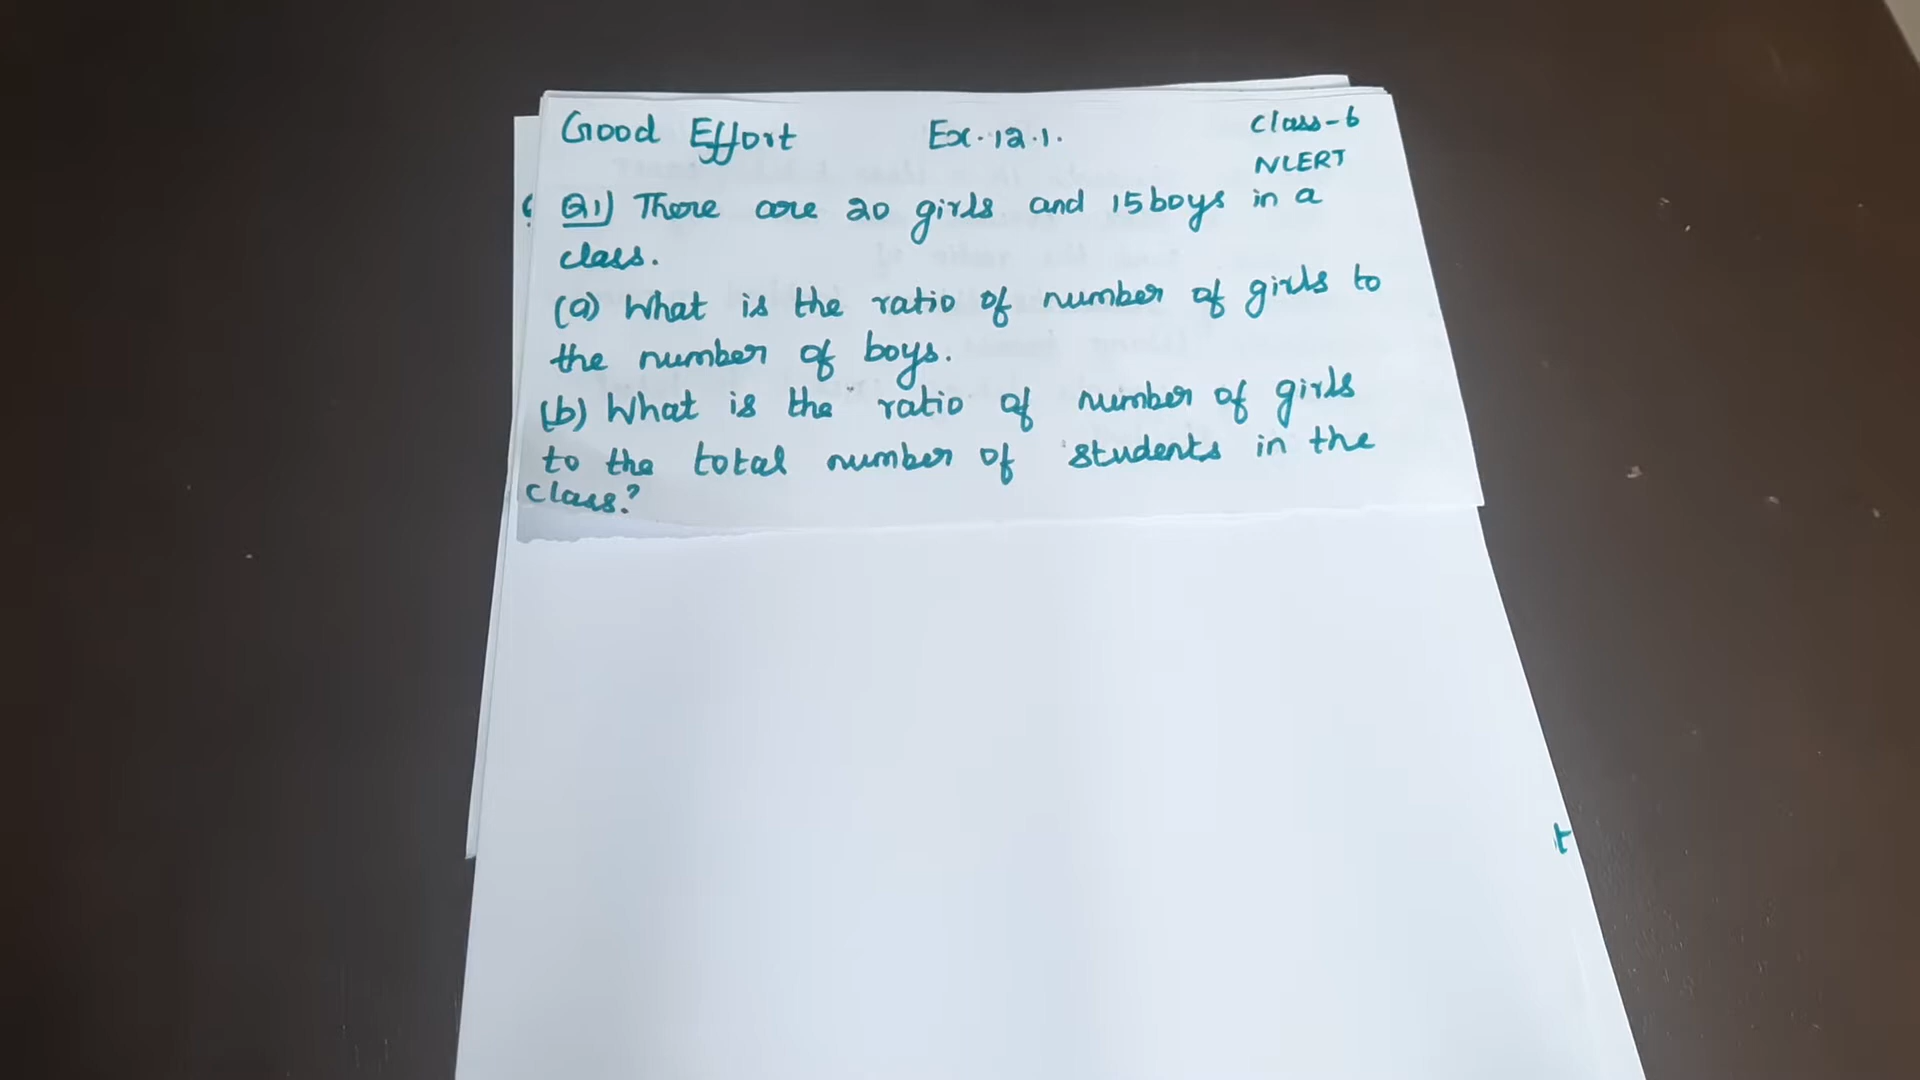 Good Effort Ex. 12.1. Class-6
NCERT
Q1) There are 20 girls and 15 boys in a
class.
(a) What is the ratio of number of girls to
the number of boys.
(b) What is the ratio of number of girls
to the total number of students in the
class?
t